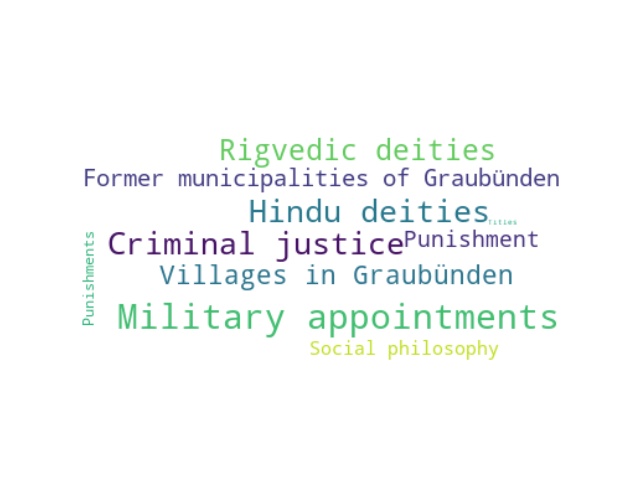 Rigvedic deities
Former municipalities of Graubünden
Hindu deities
Titles
Criminal justice
Punishment
Punishments
Villages in Graubünden
Military appointments
Social philosophy